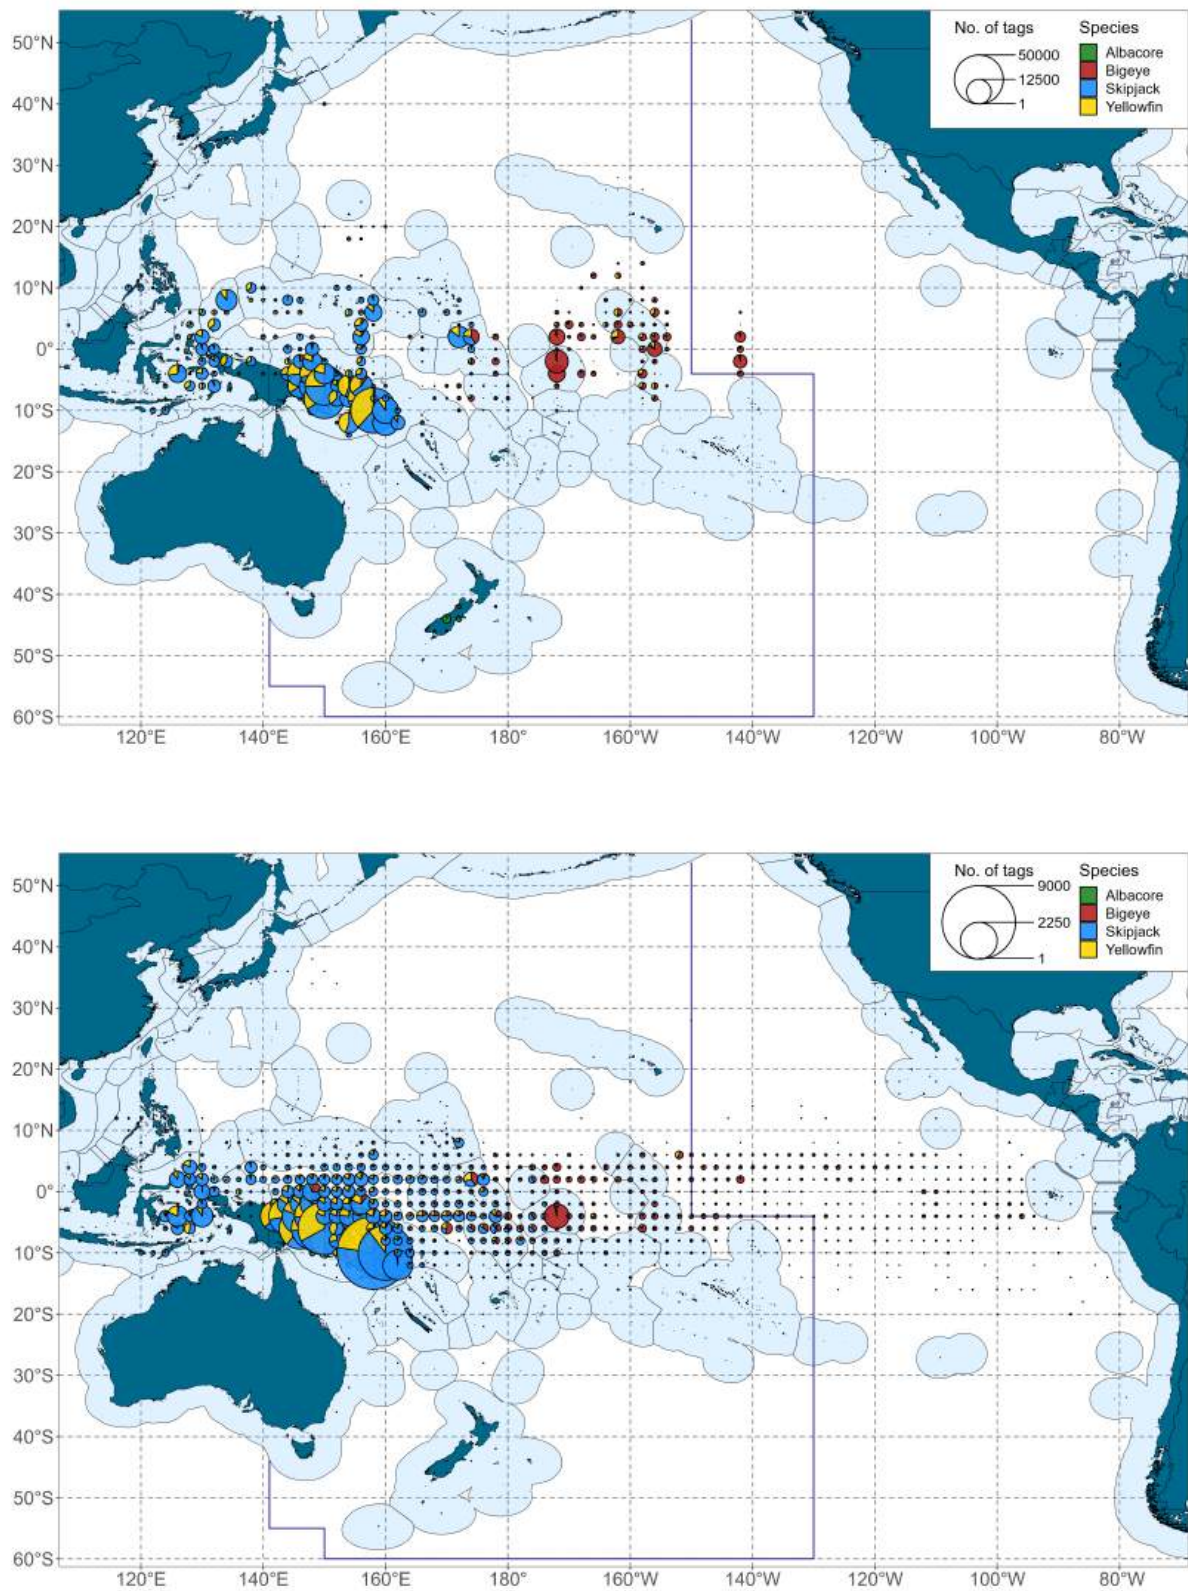 No. of tags
Species
50000
12500
1
Albacore
Bigeye
Skipjack
Yellowfin
50°N
40°N
30°N
20°N
10°N
0°
10°S
20°S
30°S
40°S
50°S
60°S
120°E
140°E
160°E
180°
160°W
140°W
120°W
100°W
80°W
No. of tags
Species
9000
2250
1
Albacore
Bigeye
Skipjack
Yellowfin
50°N
40°N
30°N
20°N
10°N
0°
10°S
20°S
30°S
40°S
50°S
60°S
120°E
140°E
160°E
180°
160°W
140°W
120°W
100°W
80°W